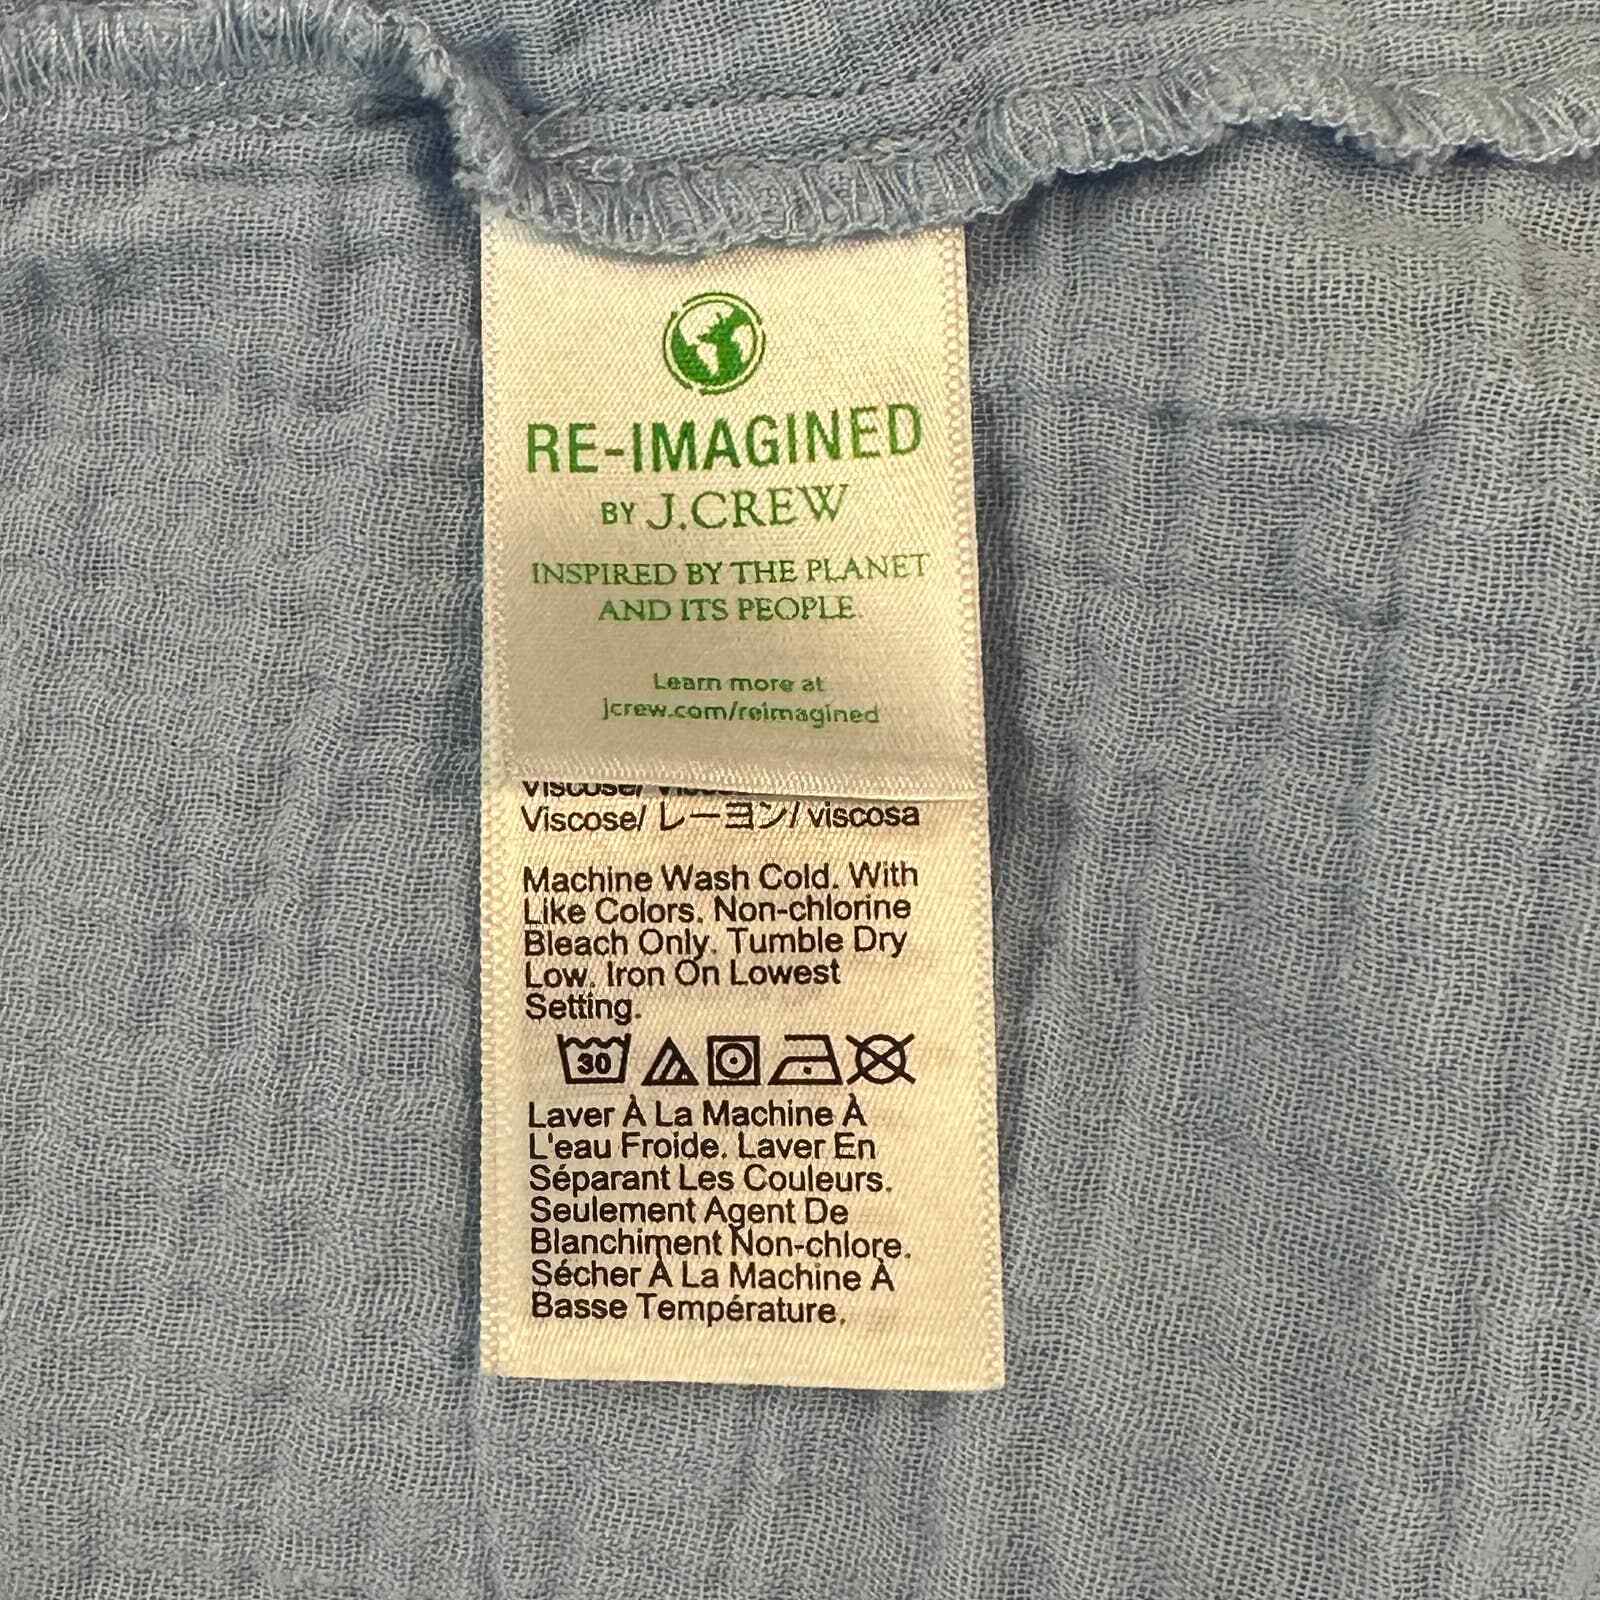 RE-IMAGINED
BY J.CREW
INSPIRED BY THE PLANET
AND ITS PEOPLE.
Learn more at
jcrew.com/reimagined
Viscose/
Viscose/ レーヨン/ viscosa
Machine Wash Cold. With
Like Colors. Non-chlorine
Bleach Only. Tumble Dry
Low. Iron On Lowest
Setting.
30
Laver À La Machine À
L'eau Froide. Laver En
Séparant Les Couleurs.
Seulement Agent De
Blanchiment Non-chlore.
Sécher À La Machine À
Basse Température.